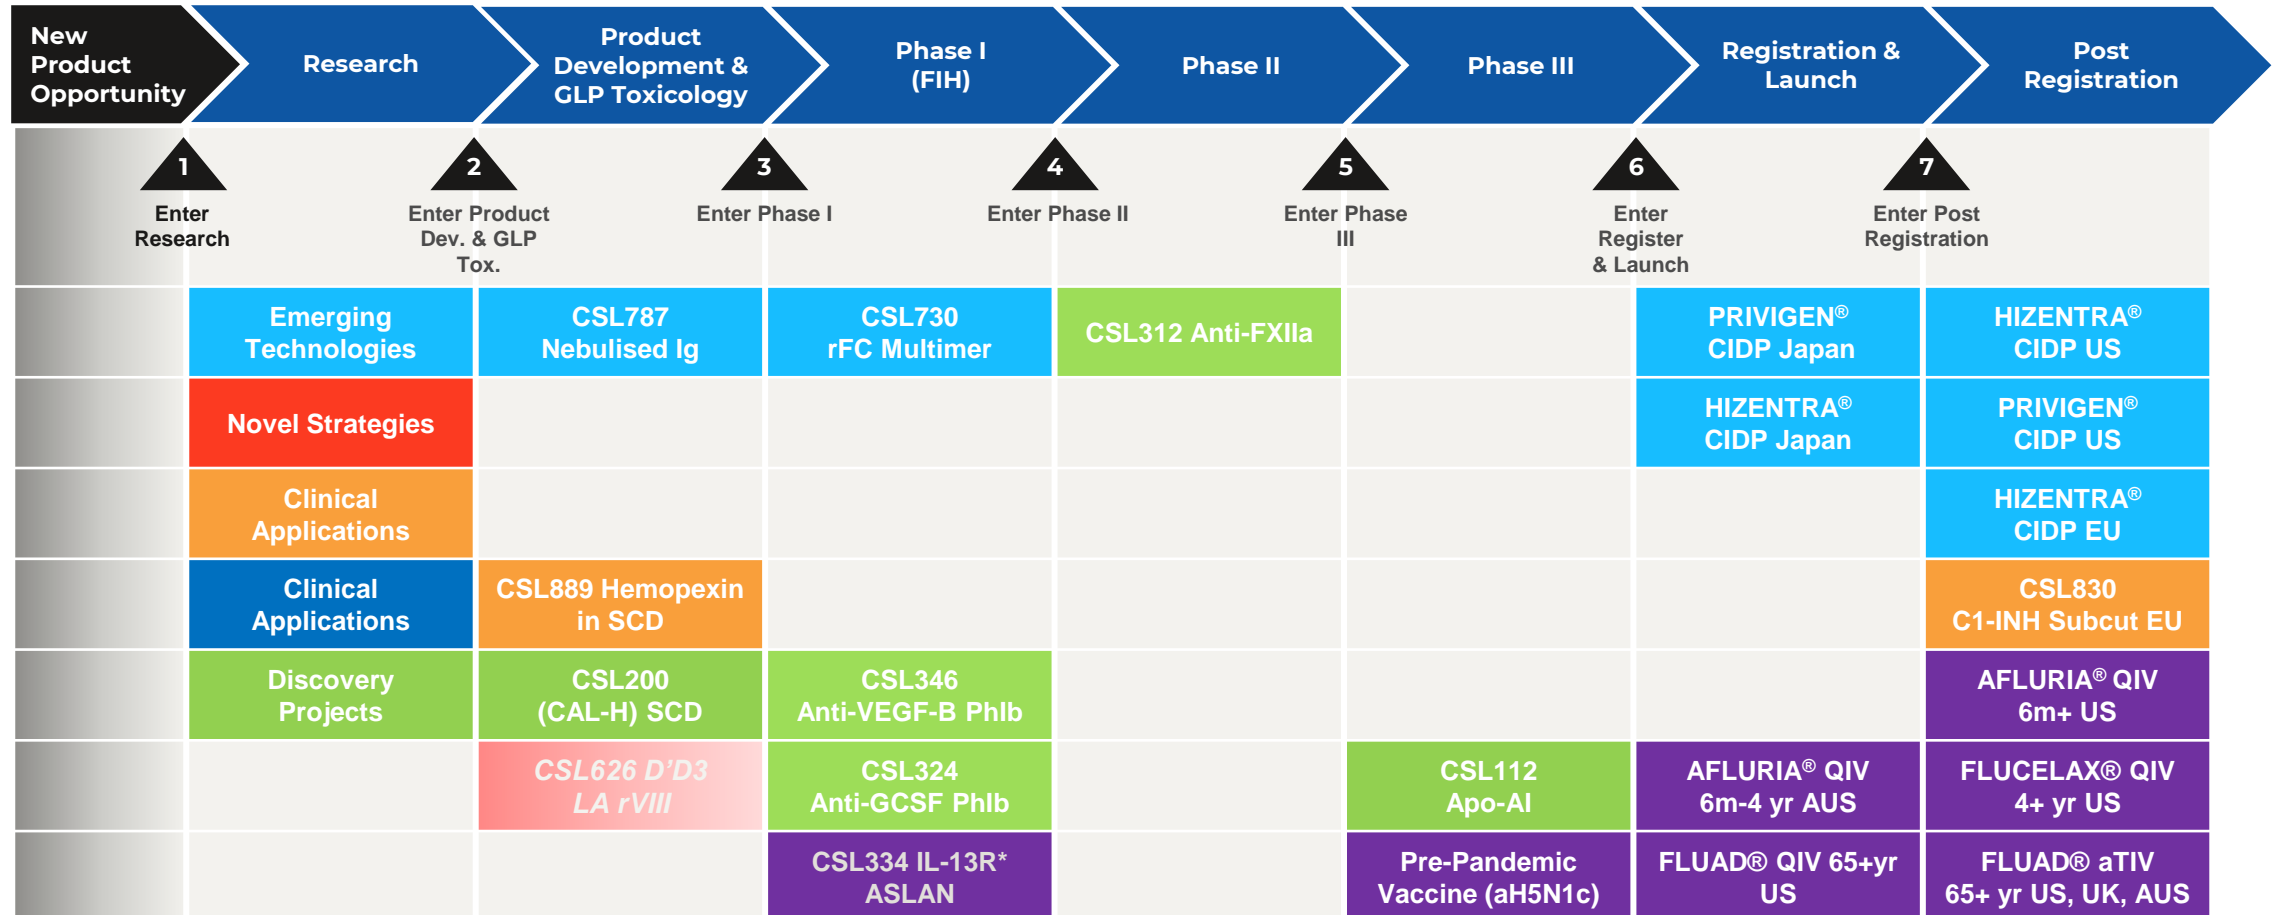 New
Product
Opportunity
Research
Product
Development &
GLP Toxicology
Phase I
(FIH)
Phase II
Phase III
Registration &
Launch
Post
Registration
1
2
3
4
5
6
7
Enter
Research
Enter Product
Dev. & GLP
Tox.
Enter Phase I
Enter Phase II
Enter Phase
III
Enter
Register
& Launch
Enter Post
Registration
Emerging
Technologies
CSL787
Nebulised Ig
CSL730
rFC Multimer
CSL312 Anti-FXIIa
PRIVIGEN®
CIDP Japan
HIZENTRA®
CIDP US
Novel Strategies
HIZENTRA®
CIDP Japan
PRIVIGEN®
CIDP US
Clinical
Applications
HIZENTRA®
CIDP EU
Clinical
Applications
CSL889 Hemopexin
in SCD
CSL830
C1-INH Subcut EU
Discovery
Projects
CSL200
(CAL-H) SCD
CSL346
Anti-VEGF-B PhIb
AFLURIA® QIV
6m+ US
CSL626 D’D3
LA rVIII
CSL324
Anti-GCSF PhIb
CSL112
Apo-AI
AFLURIA® QIV
6m-4 yr AUS
FLUCELAX® QIV
4+ yr US
CSL334 IL-13R*
ASLAN
Pre-Pandemic
Vaccine (aH5N1c)
FLUAD® QIV 65+yr
US
FLUAD® aTIV
65+ yr US, UK, AUS